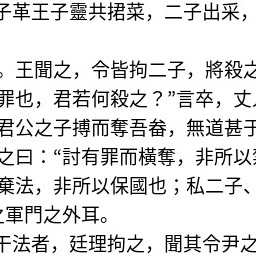 子革王子靈共捃菜，二子出采，
。王聞之，令皆拘二子，將殺之
罪也，君若何殺之？”言卒，丈
君公之子搏而奪吾畚，無道甚于
之曰：“討有罪而橫奪，非所以
棄法，非所以保國也；私二子、
之軍門之外耳。
干法者，廷理拘之，聞其令尹之